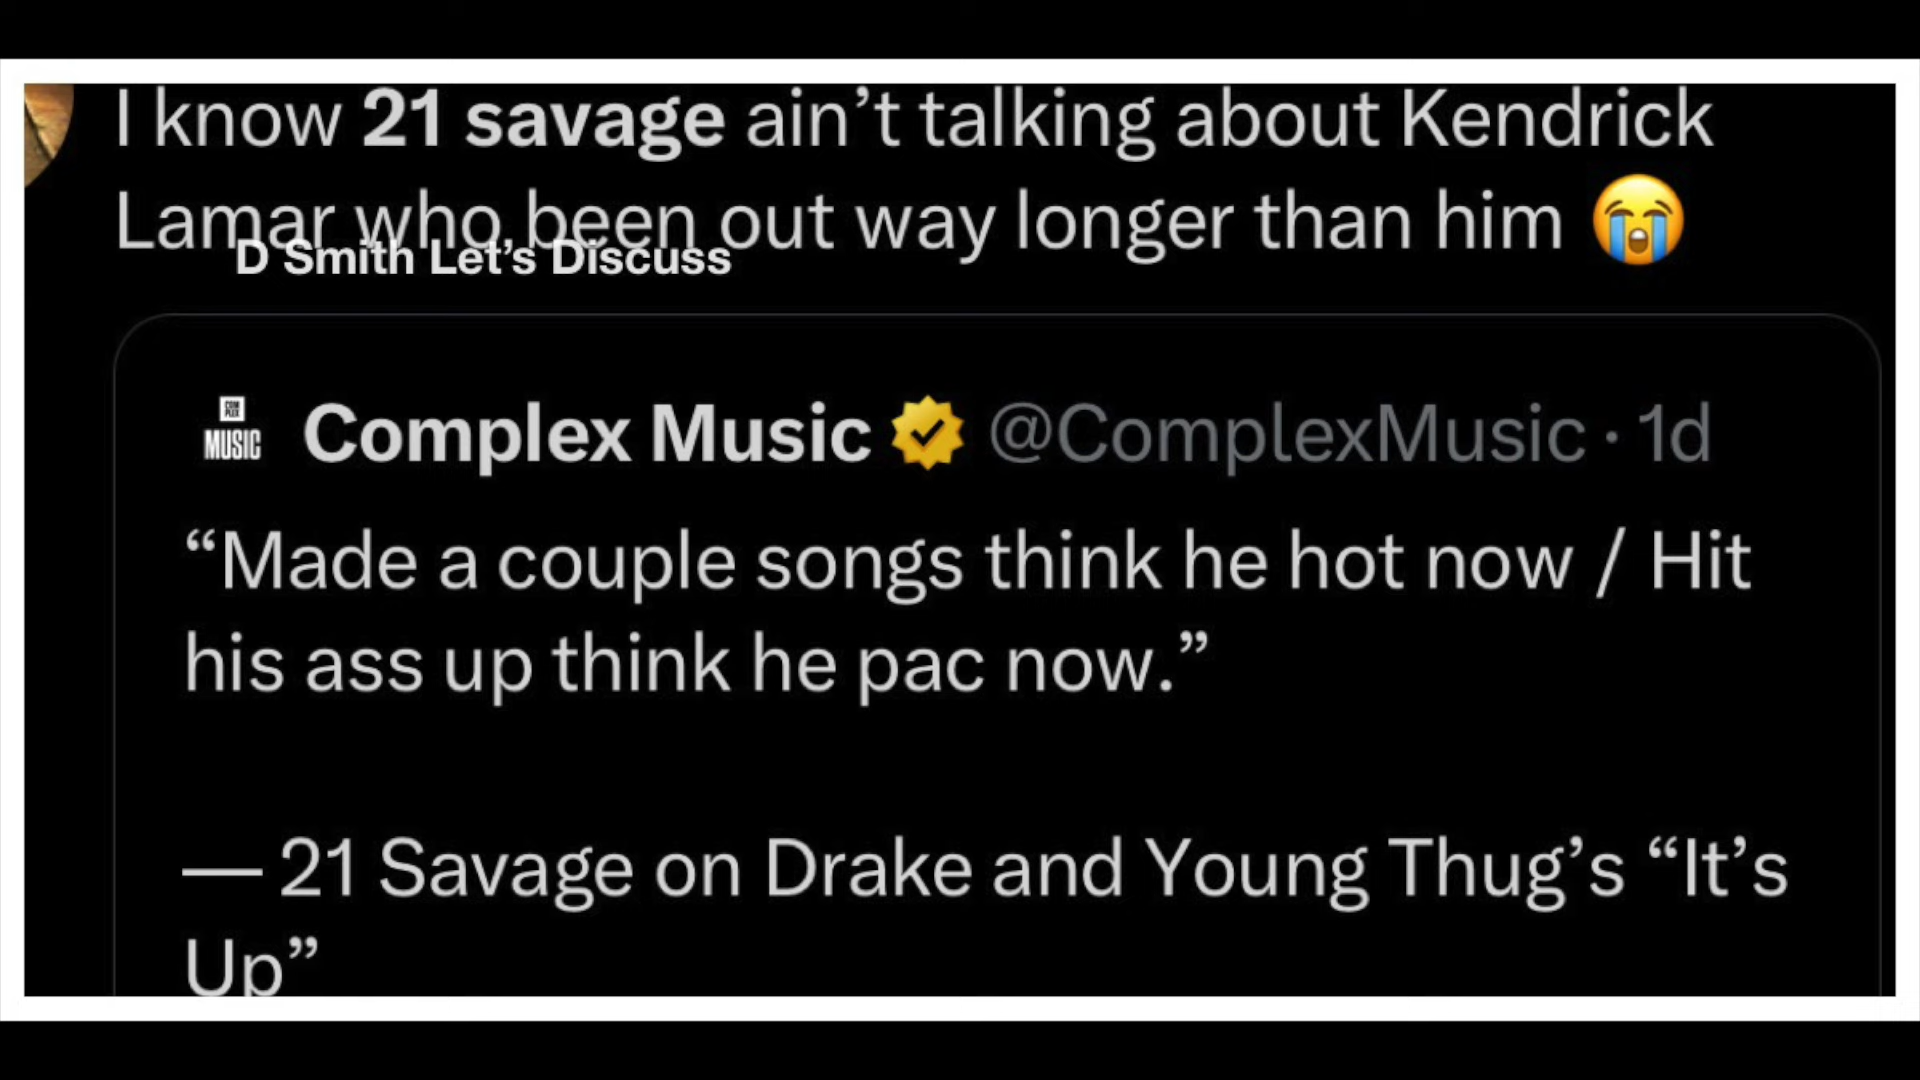 I know 21 savage ain’t talking about Kendrick
Lamar who been out way longer than him 😭
D Smith Let’s Discuss
COM
PLEX
MUSIC
Complex Music @ComplexMusic · 1d
“Made a couple songs think he hot now / Hit
his ass up think he pac now.”
— 21 Savage on Drake and Young Thug’s “It’s
Up”